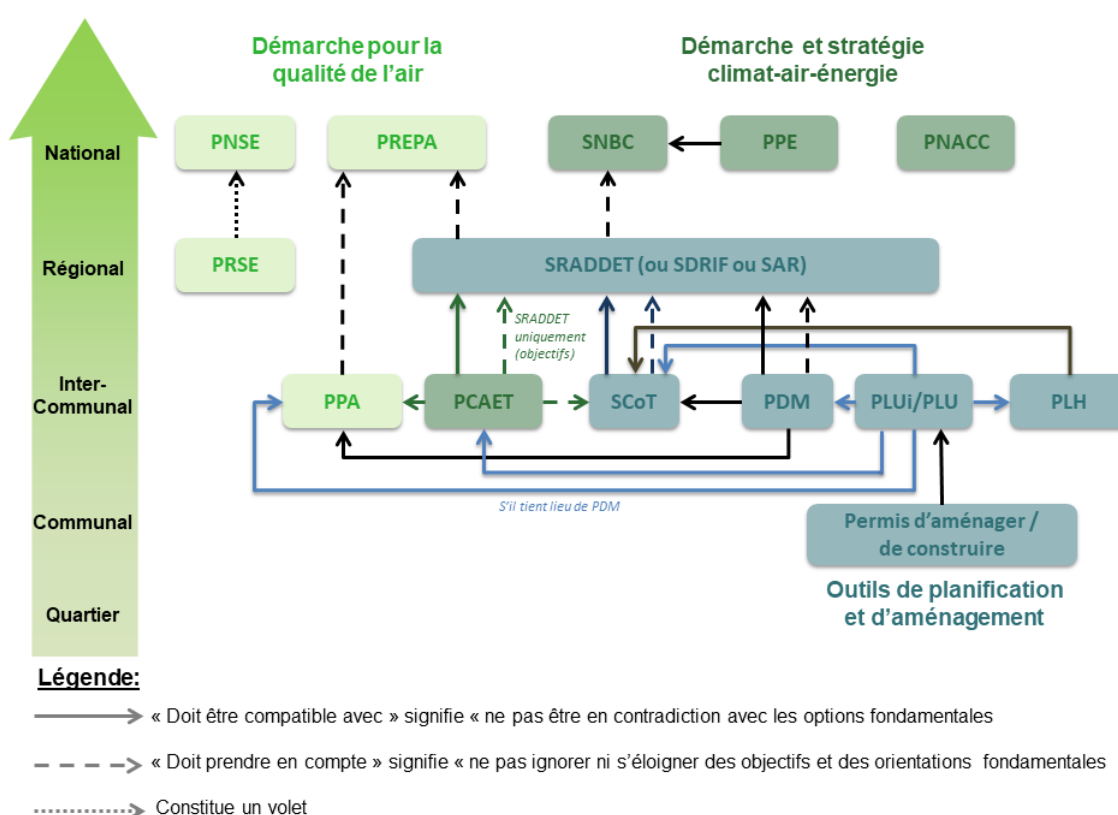 Démarche pour la
qualité de l'air
Démarche et stratégie
climat-air-énergie
National
PNSE
PREPA
SNBC
PPE
PNACC
Régional
PRSE
SRADDET (ou SDRIF ou SAR)
SRADDET
uniquement
(objectifs)
Inter-
Communal
PPA
PCAET
SCoT
PDM
PLUi/PLU
PLH
S'il tient lieu de PDM
Communal
Permis d'aménager /
de construire
Quartier
Outils de planification
et d'aménagement
Légende:
« Doit être compatible avec » signifie « ne pas être en contradiction avec les options fondamentales
« Doit prendre en compte » signifie « ne pas ignorer ni s'éloigner des objectifs et des orientations fondamentales
Constitue un volet